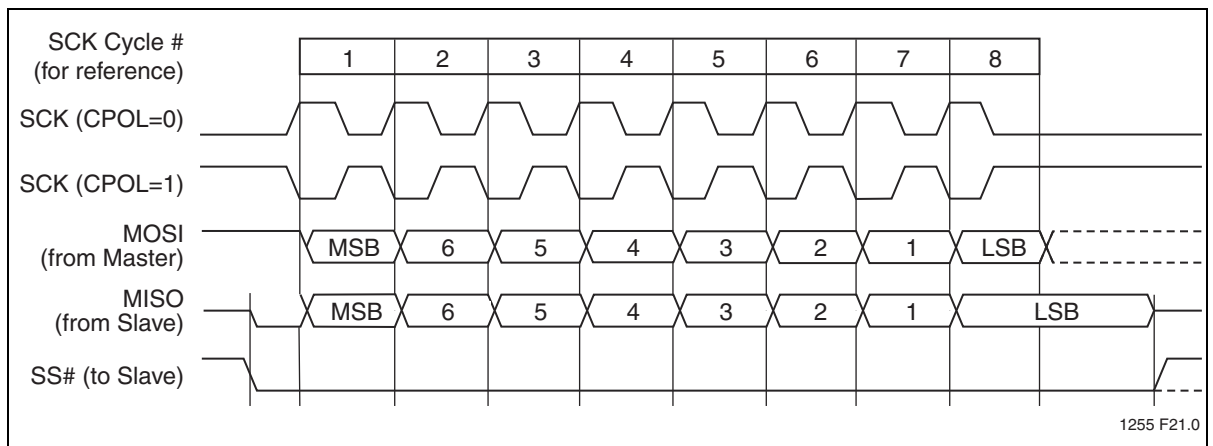 SCK Cycle #
(for reference)
1 2 3 4 5 6 7 8
SCK (CPOL=0)
SCK (CPOL=1)
MOSI
(from Master)
MSB 6 5 4 3 2 1 LSB
MISO
(from Slave)
MSB 6 5 4 3 2 1 LSB
SS# (to Slave)
1255 F21.0